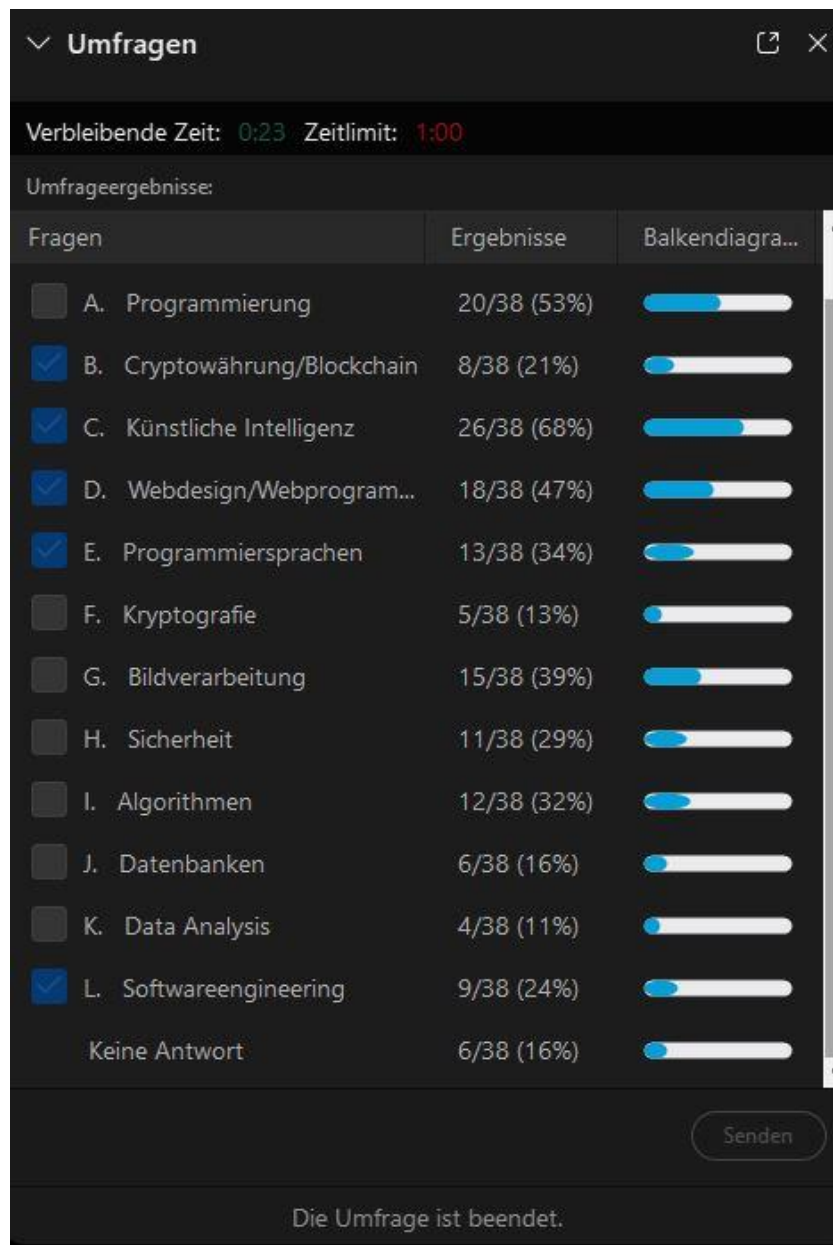 Umfragen
Verbleibende Zeit: 0:23 Zeitlimit: 1:00
Umfrageergebnisse:
Fragen Ergebnisse Balkendiagra...
A. Programmierung 20/38 (53%)
B. Cryptowährung/Blockchain 8/38 (21%)
C. Künstliche Intelligenz 26/38 (68%)
D. Webdesign/Webprogram... 18/38 (47%)
E. Programmiersprachen 13/38 (34%)
F. Kryptografie 5/38 (13%)
G. Bildverarbeitung 15/38 (39%)
H. Sicherheit 11/38 (29%)
I. Algorithmen 12/38 (32%)
J. Datenbanken 6/38 (16%)
K. Data Analysis 4/38 (11%)
L. Softwareengineering 9/38 (24%)
Keine Antwort 6/38 (16%)
Senden
Die Umfrage ist beendet.